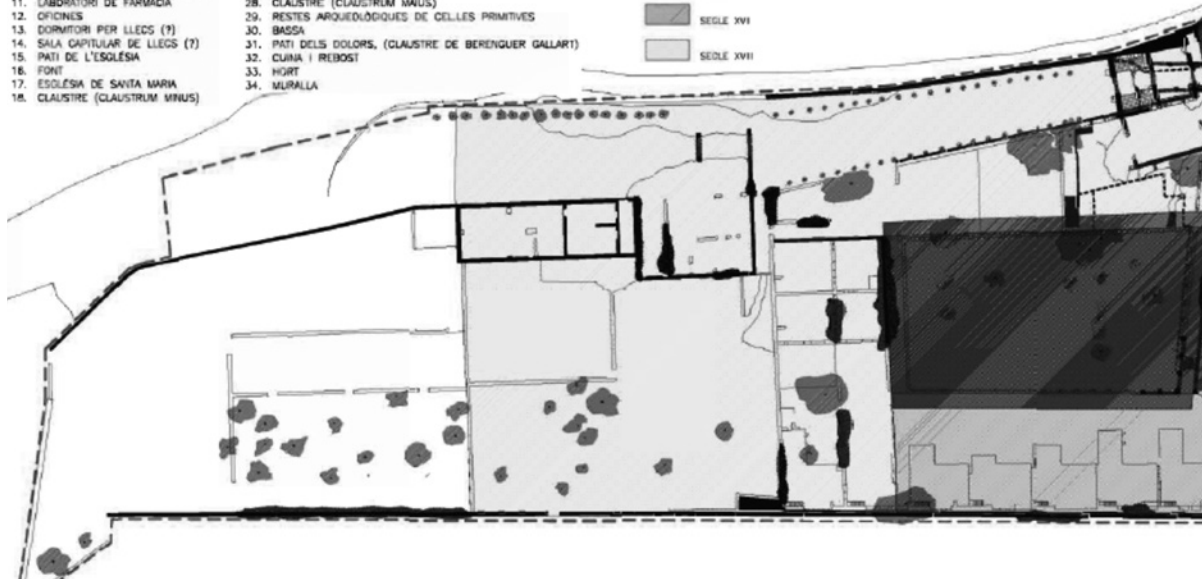 11. LABORATORI DE FARMÀCIA
12. OFICINES
13. DORMITORI PER LLECS (?)
14. SALA CAPITULAR DE LLECS (?)
15. PATI DE L'ESGLÉSIA
16. FONT
17. ESGLÉSIA DE SANTA MARIA
18. CLAUSTRE (CLAUSTRUM MINUS)
28. CLAUSTRE (CLAUSTRUM MAIUS)
29. RESTES ARQUEOLÒGIQUES DE CEL.LES PRIMITIVES
30. BASSA
31. PATI DELS DOLORS, (CLAUSTRE DE BERENGUER GALLART)
32. CUINA I REBOST
33. HORT
34. MURALLA
SEGLE XVI
SEGLE XVII